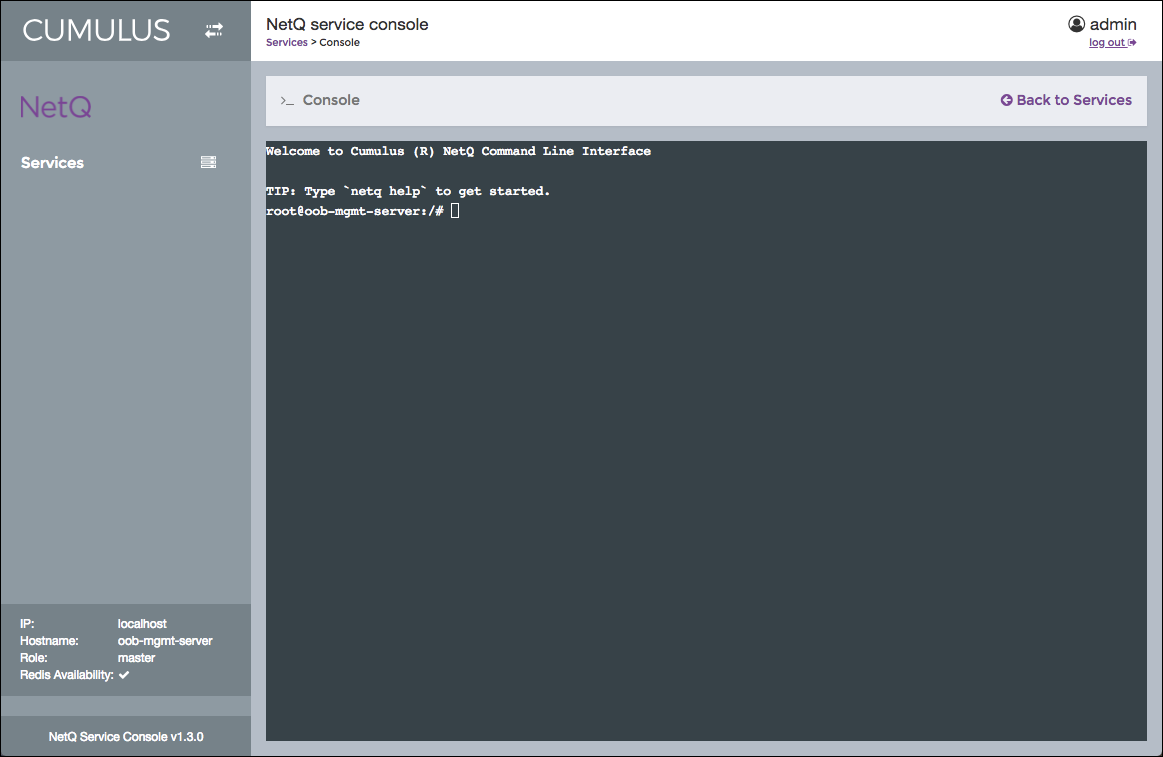 CUMULUS
NetQ service console
Services > Console
admin
log out
NetQ
Services
>_ Console
Back to Services
Welcome to Cumulus (R) NetQ Command Line Interface
TIP: Type `netq help` to get started.
root@oob-mgmt-server:/#
IP: localhost
Hostname: oob-mgmt-server
Role: master
Redis Availability: ✔
NetQ Service Console v1.3.0